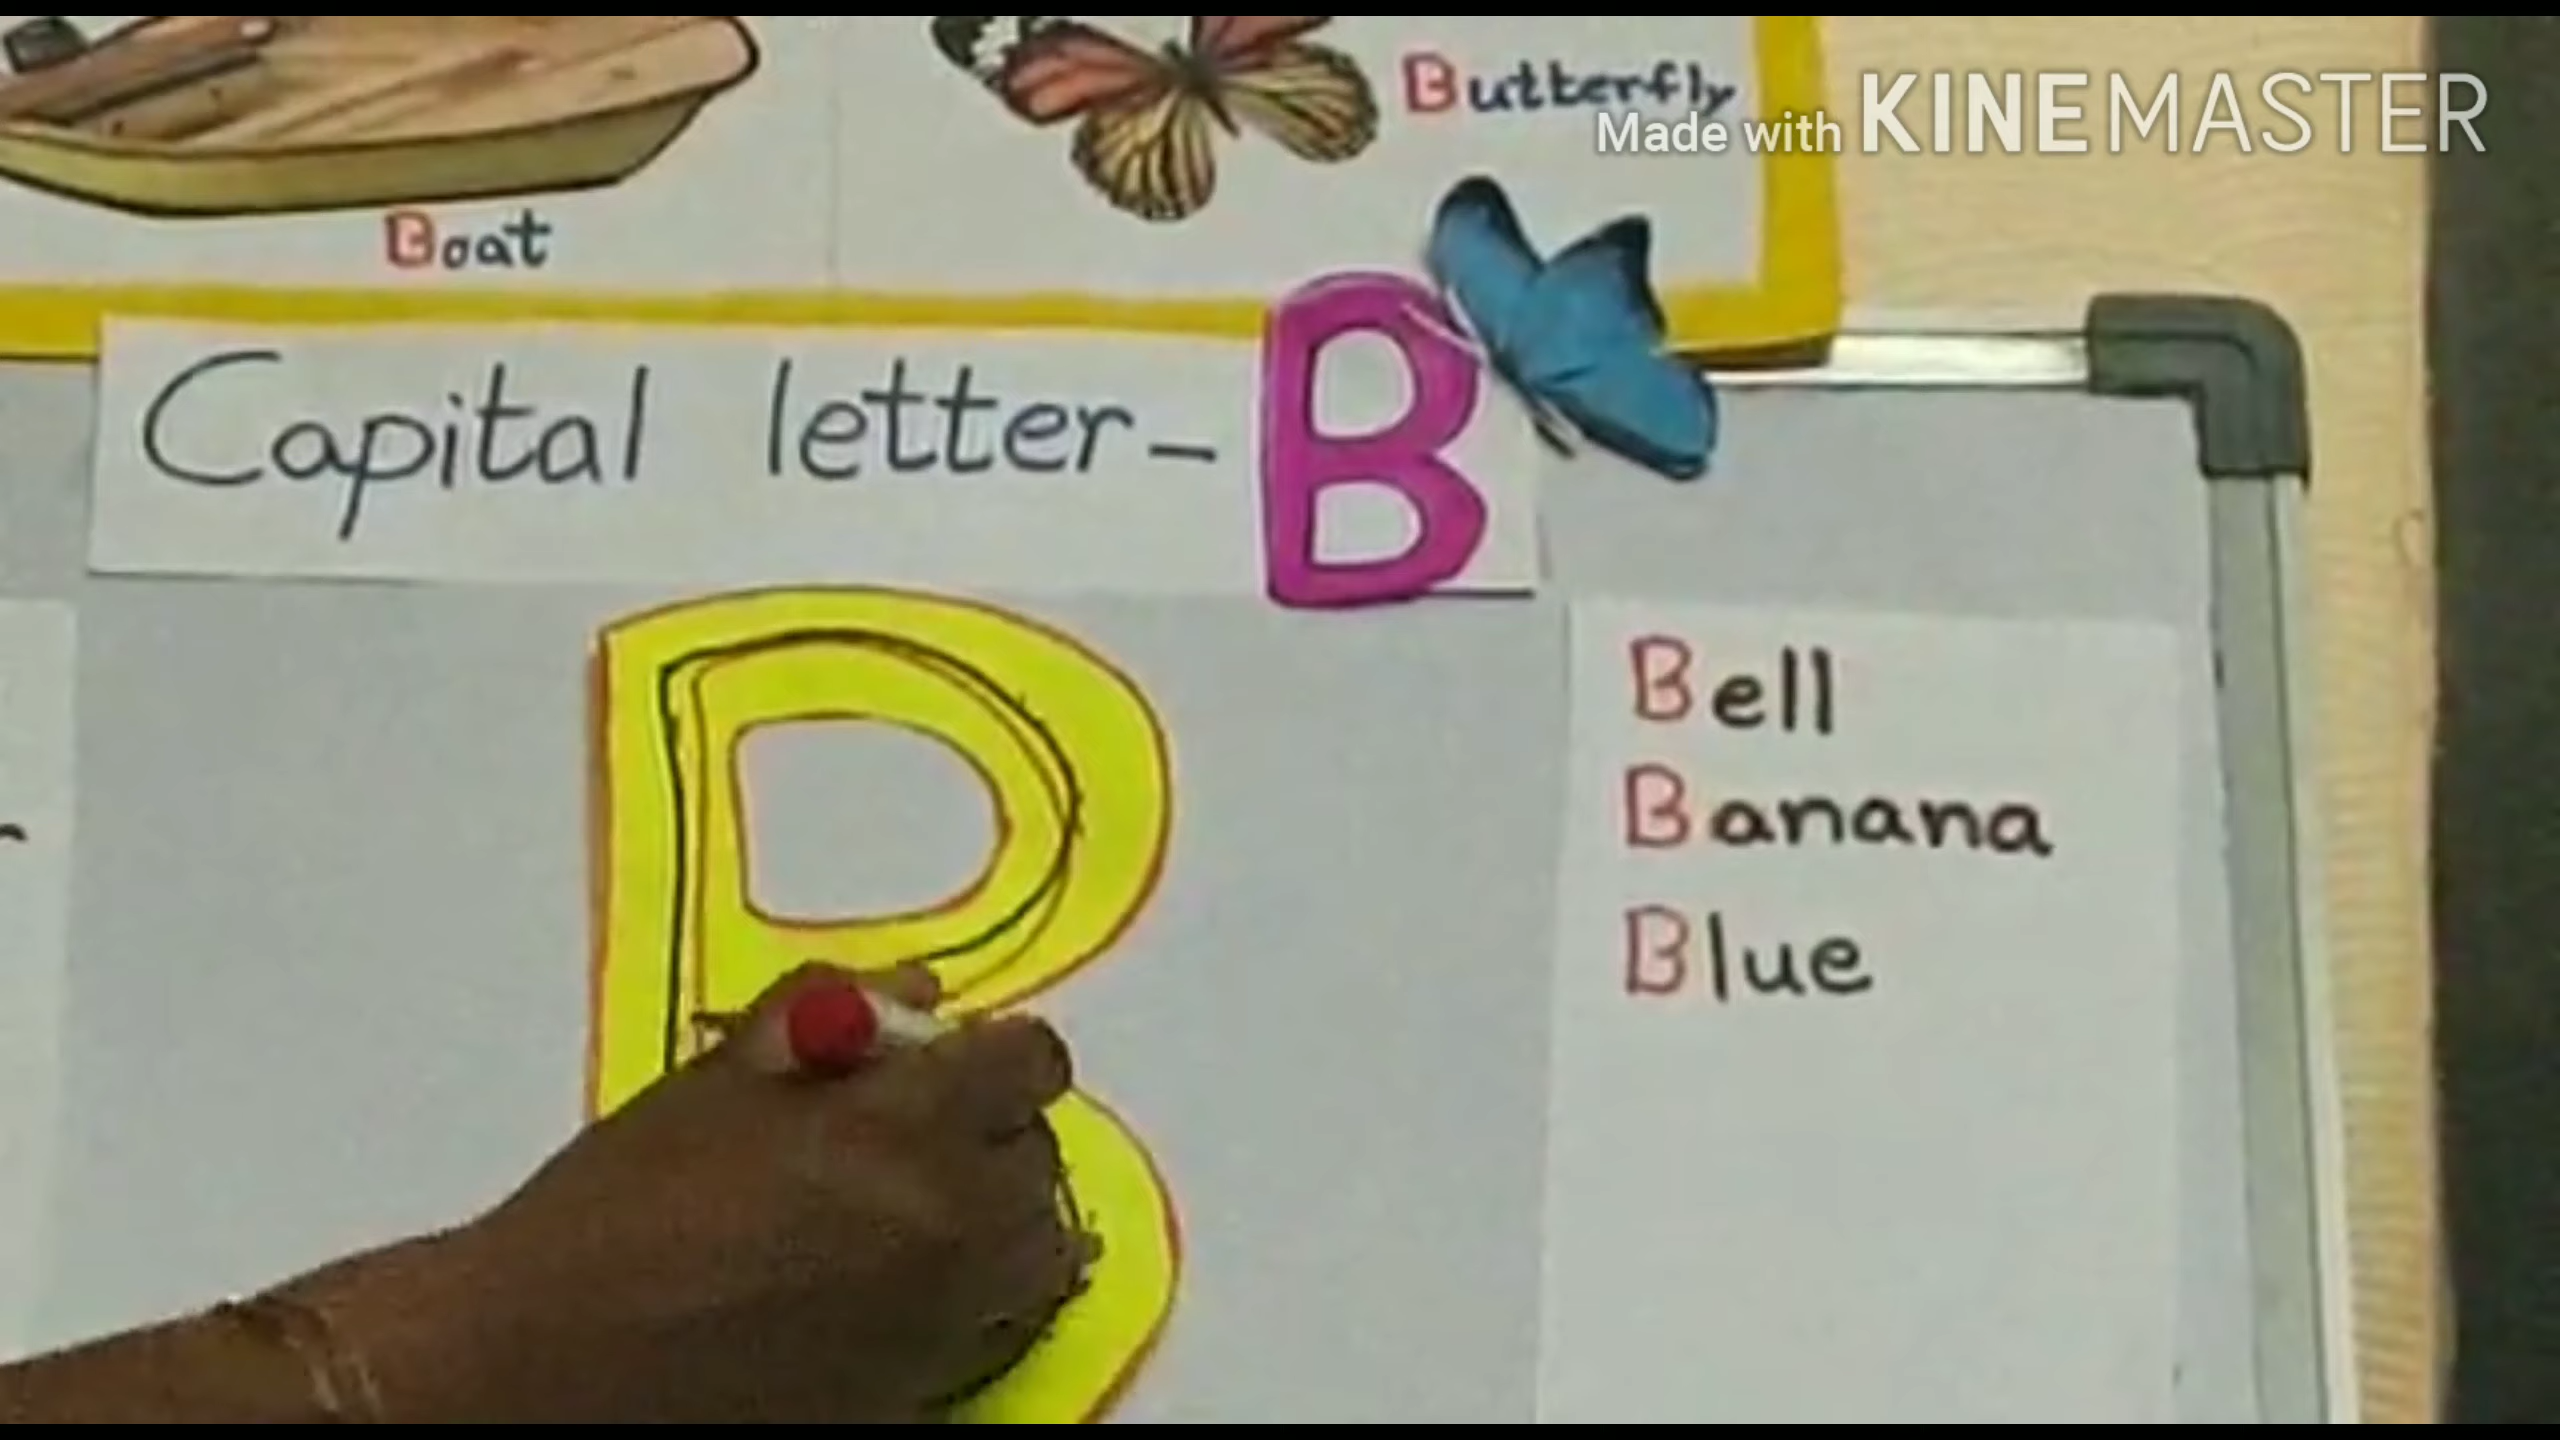 Butterfly
Made with KINEMASTER
Boat
Capital letter - B
B
Bell
Banana
Blue